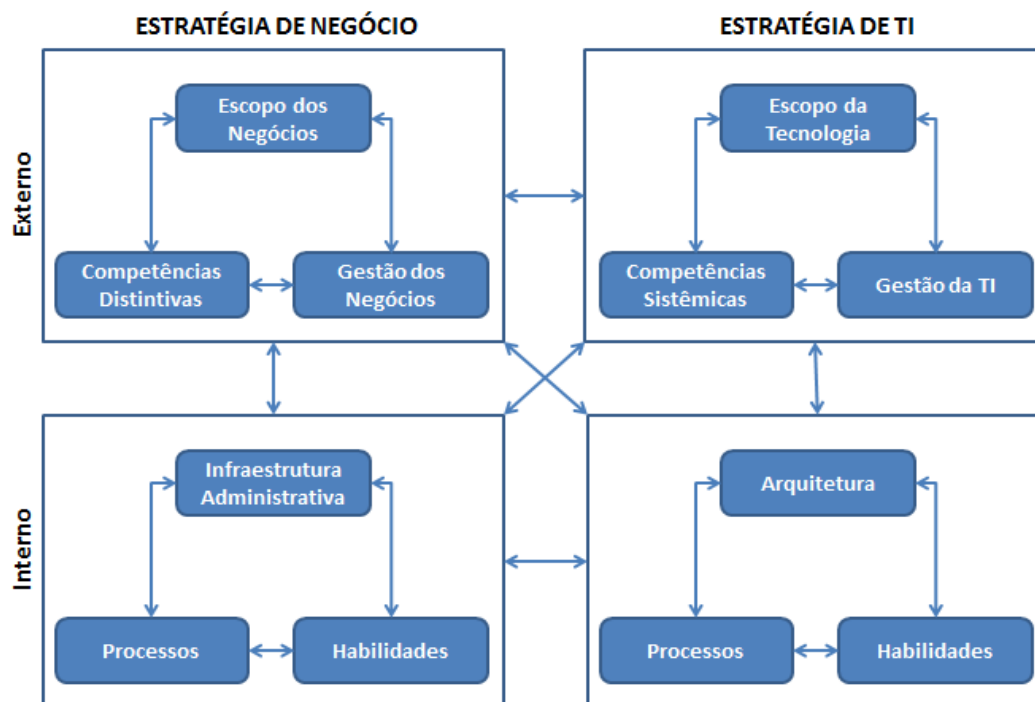 ESTRATÉGIA DE NEGÓCIO
ESTRATÉGIA DE TI
Externo
Escopo dos
Negócios
Competências
Distintivas
Gestão dos
Negócios
Escopo da
Tecnologia
Competências
Sistêmicas
Gestão da TI
Interno
Infraestrutura
Administrativa
Processos
Habilidades
Arquitetura
Processos
Habilidades